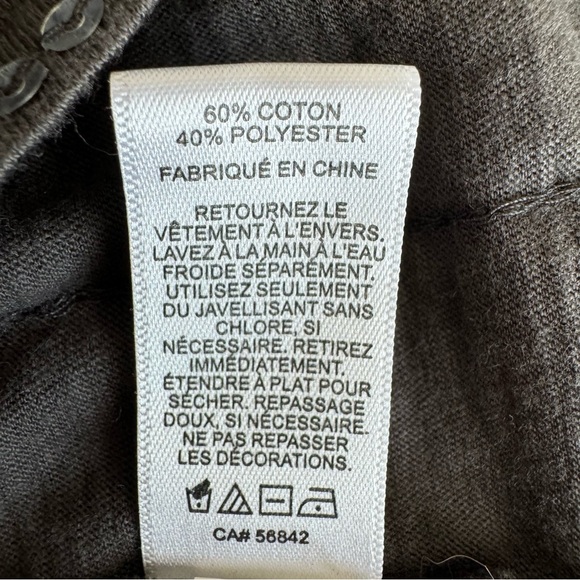 60% COTON
40% POLYESTER
FABRIQUÉ EN CHINE
RETOURNEZ LE
VÊTEMENT À L'ENVERS,
LAVEZ À LA MAIN À L'EAU
FROIDE SÉPARÉMENT.
UTILISEZ SEULEMENT
DU JAVELLISANT SANS
CHLORE, SI
NÉCESSAIRE. RETIREZ
IMMÉDIATEMENT.
ÉTENDRE À PLAT POUR
SÉCHER. REPASSAGE
DOUX, SI NÉCESSAIRE.
NE PAS REPASSER
LES DÉCORATIONS.
CA# 56842